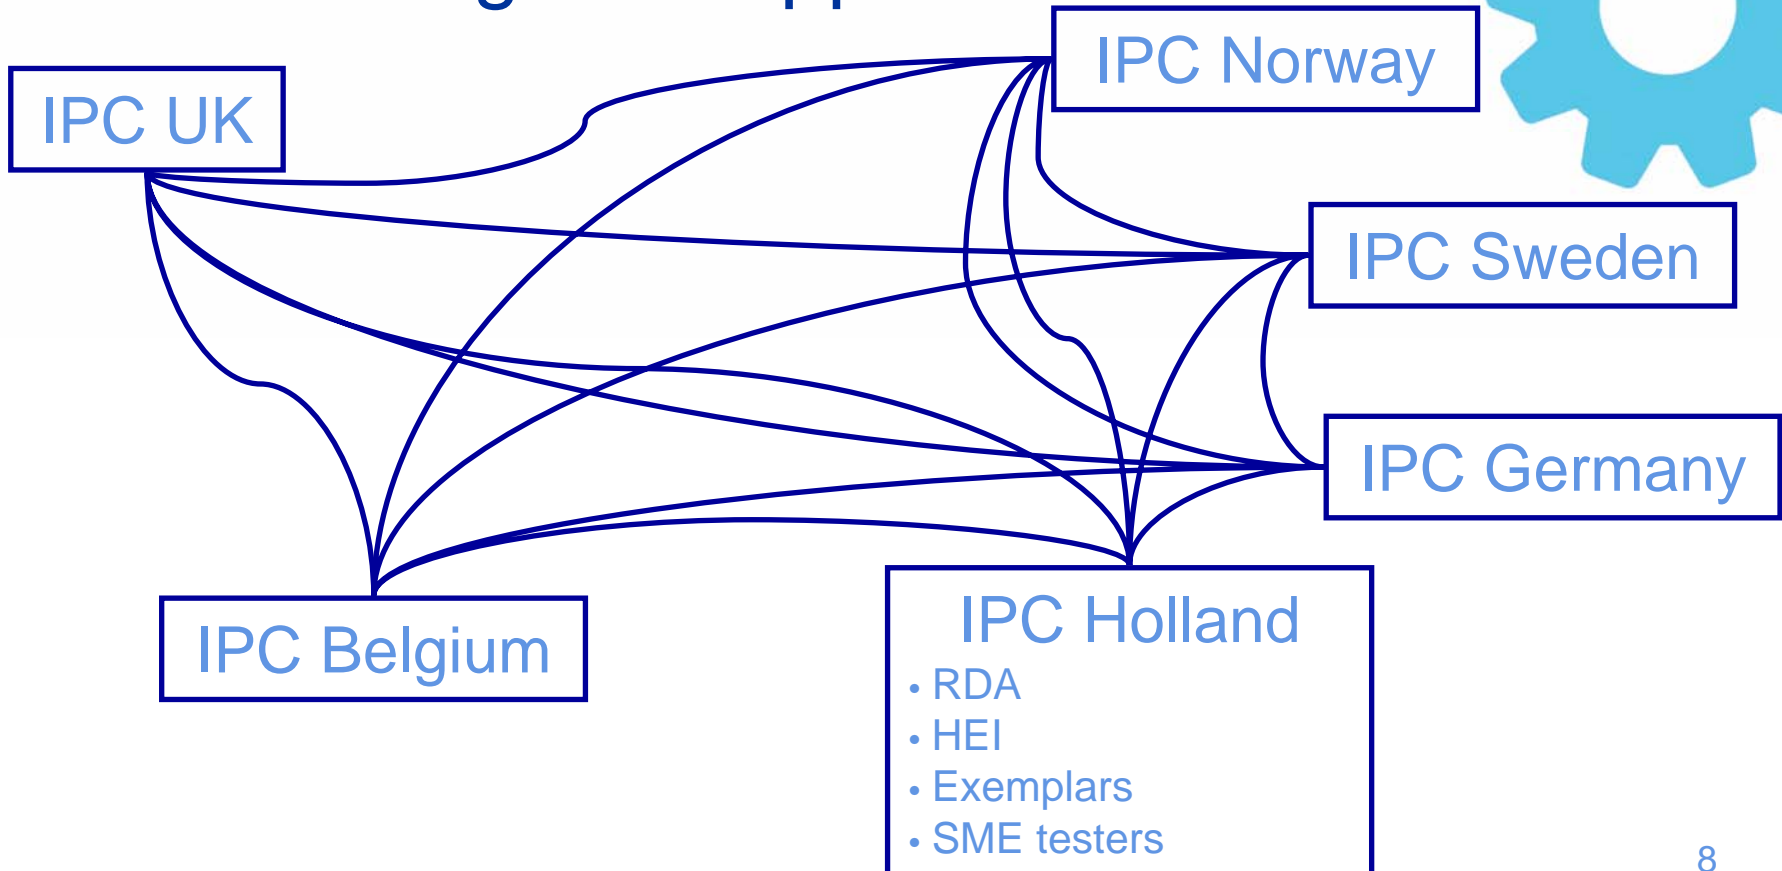 IPC Norway
IPC UK
IPC Sweden
IPC Germany
IPC Belgium
IPC Holland
• RDA
• HEI
• Exemplars
• SME testers
8